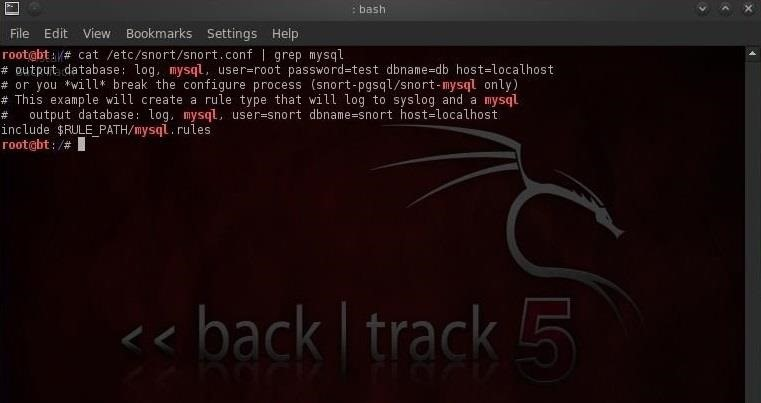 : bash
File Edit View Bookmarks Settings Help
root@bt:/# cat /etc/snort/snort.conf | grep mysql
# output database: log, mysql, user=root password=test dbname=db host=localhost
# or you *will* break the configure process (snort-pgsql/snort-mysql only)
# This example will create a rule type that will log to syslog and a mysql
#   output database: log, mysql, user=snort dbname=snort host=localhost
include $RULE_PATH/mysql.rules
root@bt:/#
<< back | track 5